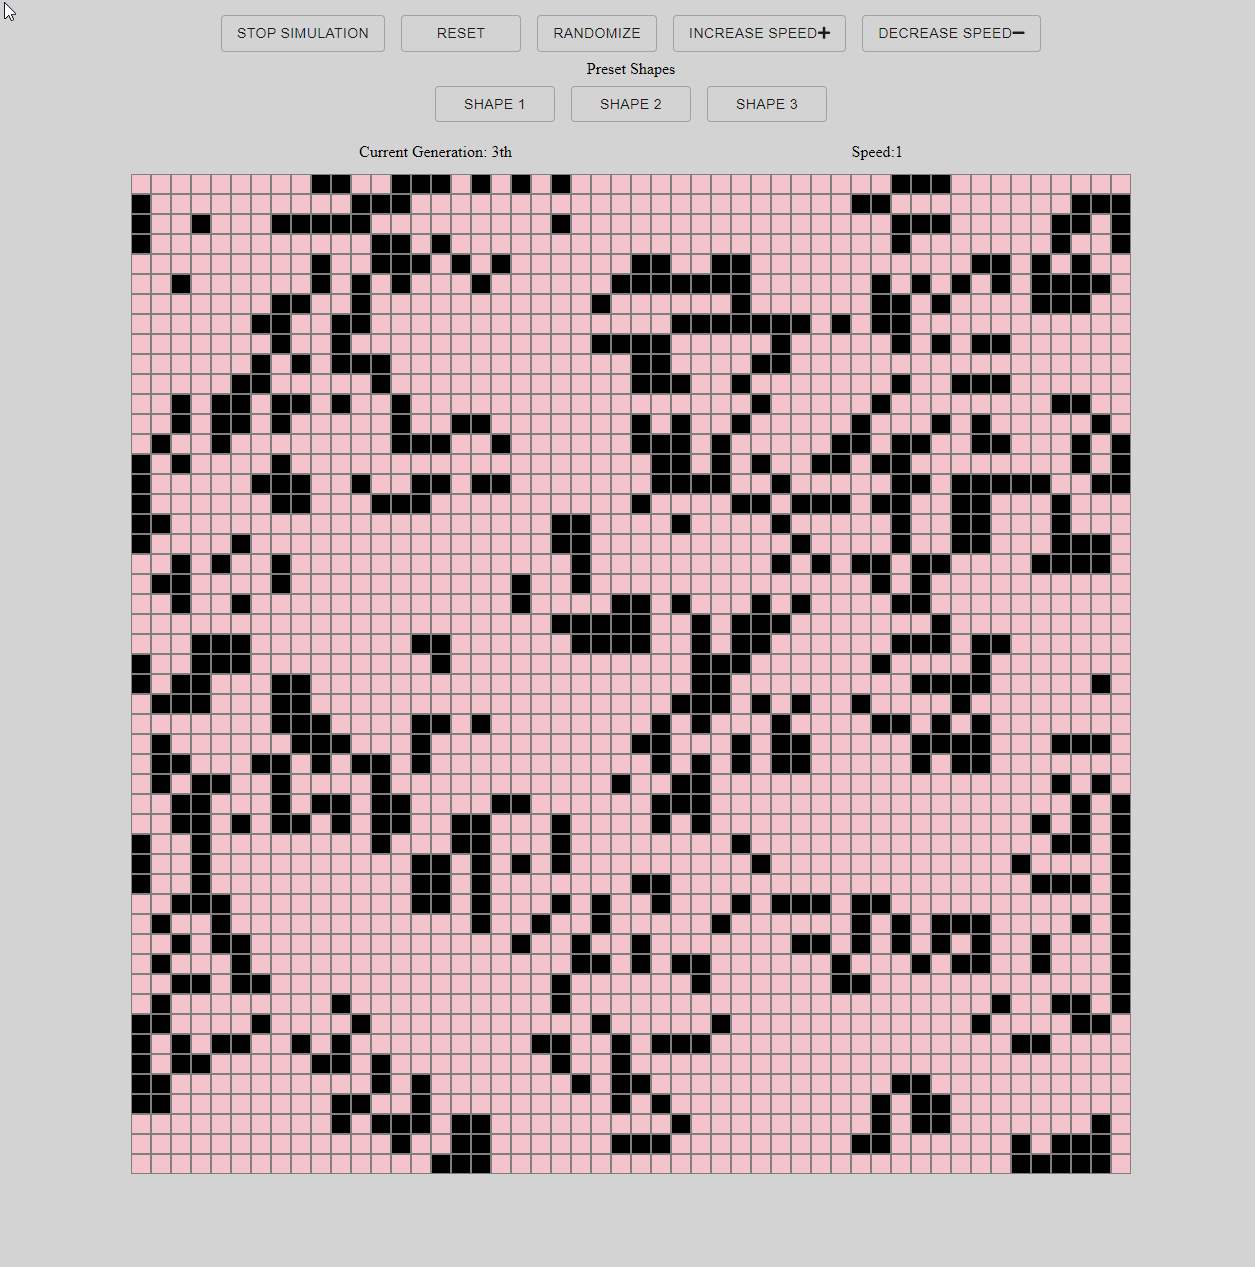 STOP SIMULATION RESET RANDOMIZE INCREASE SPEED+ DECREASE SPEED−
Preset Shapes
SHAPE 1 SHAPE 2 SHAPE 3
Current Generation: 3th Speed:1